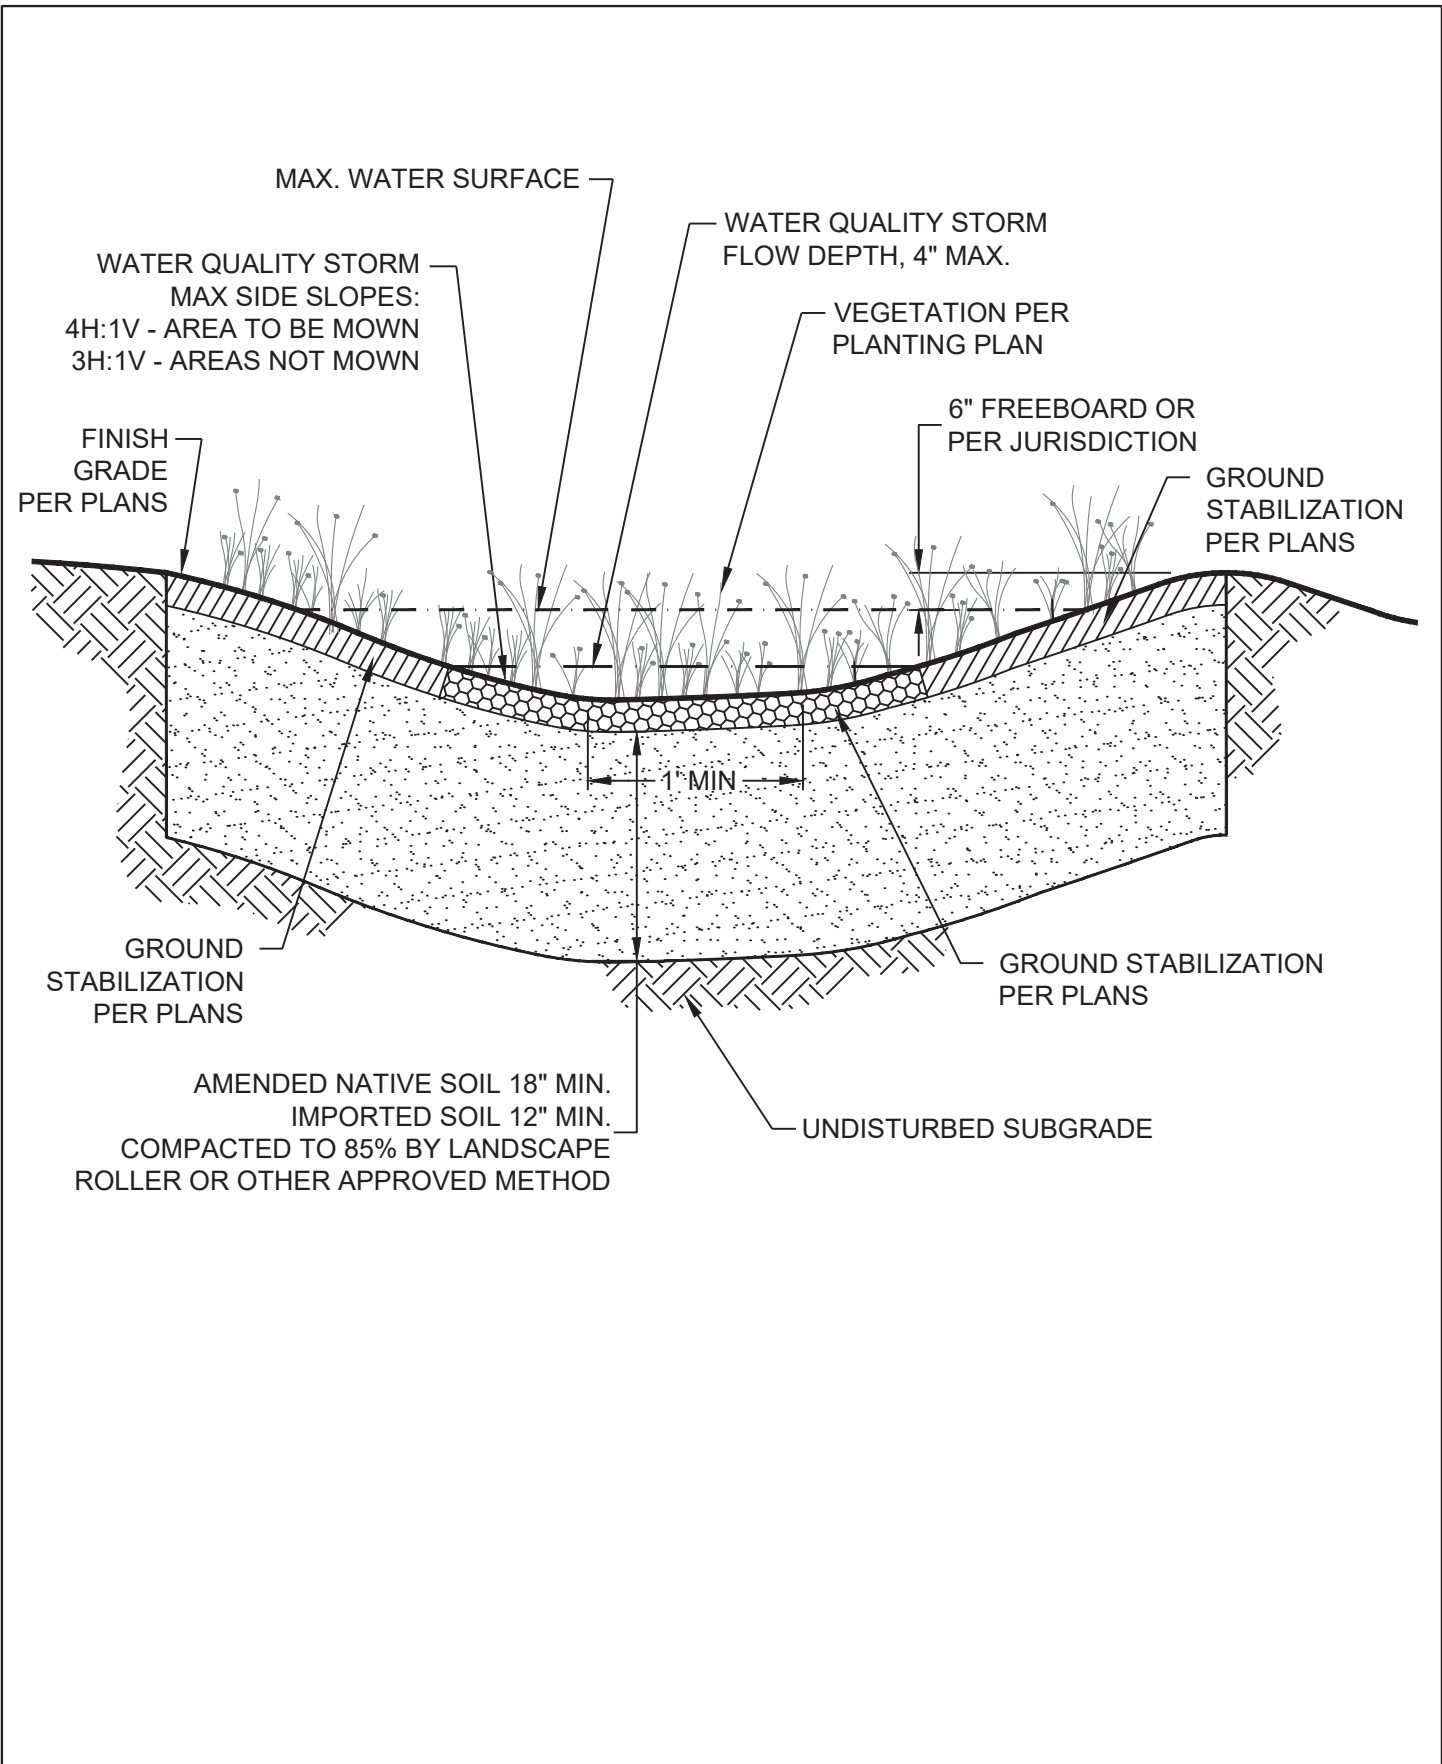 MAX. WATER SURFACE
WATER QUALITY STORM
FLOW DEPTH, 4" MAX.
WATER QUALITY STORM
MAX SIDE SLOPES:
4H:1V - AREA TO BE MOWN
3H:1V - AREAS NOT MOWN
VEGETATION PER
PLANTING PLAN
6" FREEBOARD OR
PER JURISDICTION
FINISH
GRADE
PER PLANS
GROUND
STABILIZATION
PER PLANS
1' MIN
GROUND
STABILIZATION
PER PLANS
GROUND STABILIZATION
PER PLANS
AMENDED NATIVE SOIL 18" MIN.
IMPORTED SOIL 12" MIN.
COMPACTED TO 85% BY LANDSCAPE
ROLLER OR OTHER APPROVED METHOD
UNDISTURBED SUBGRADE